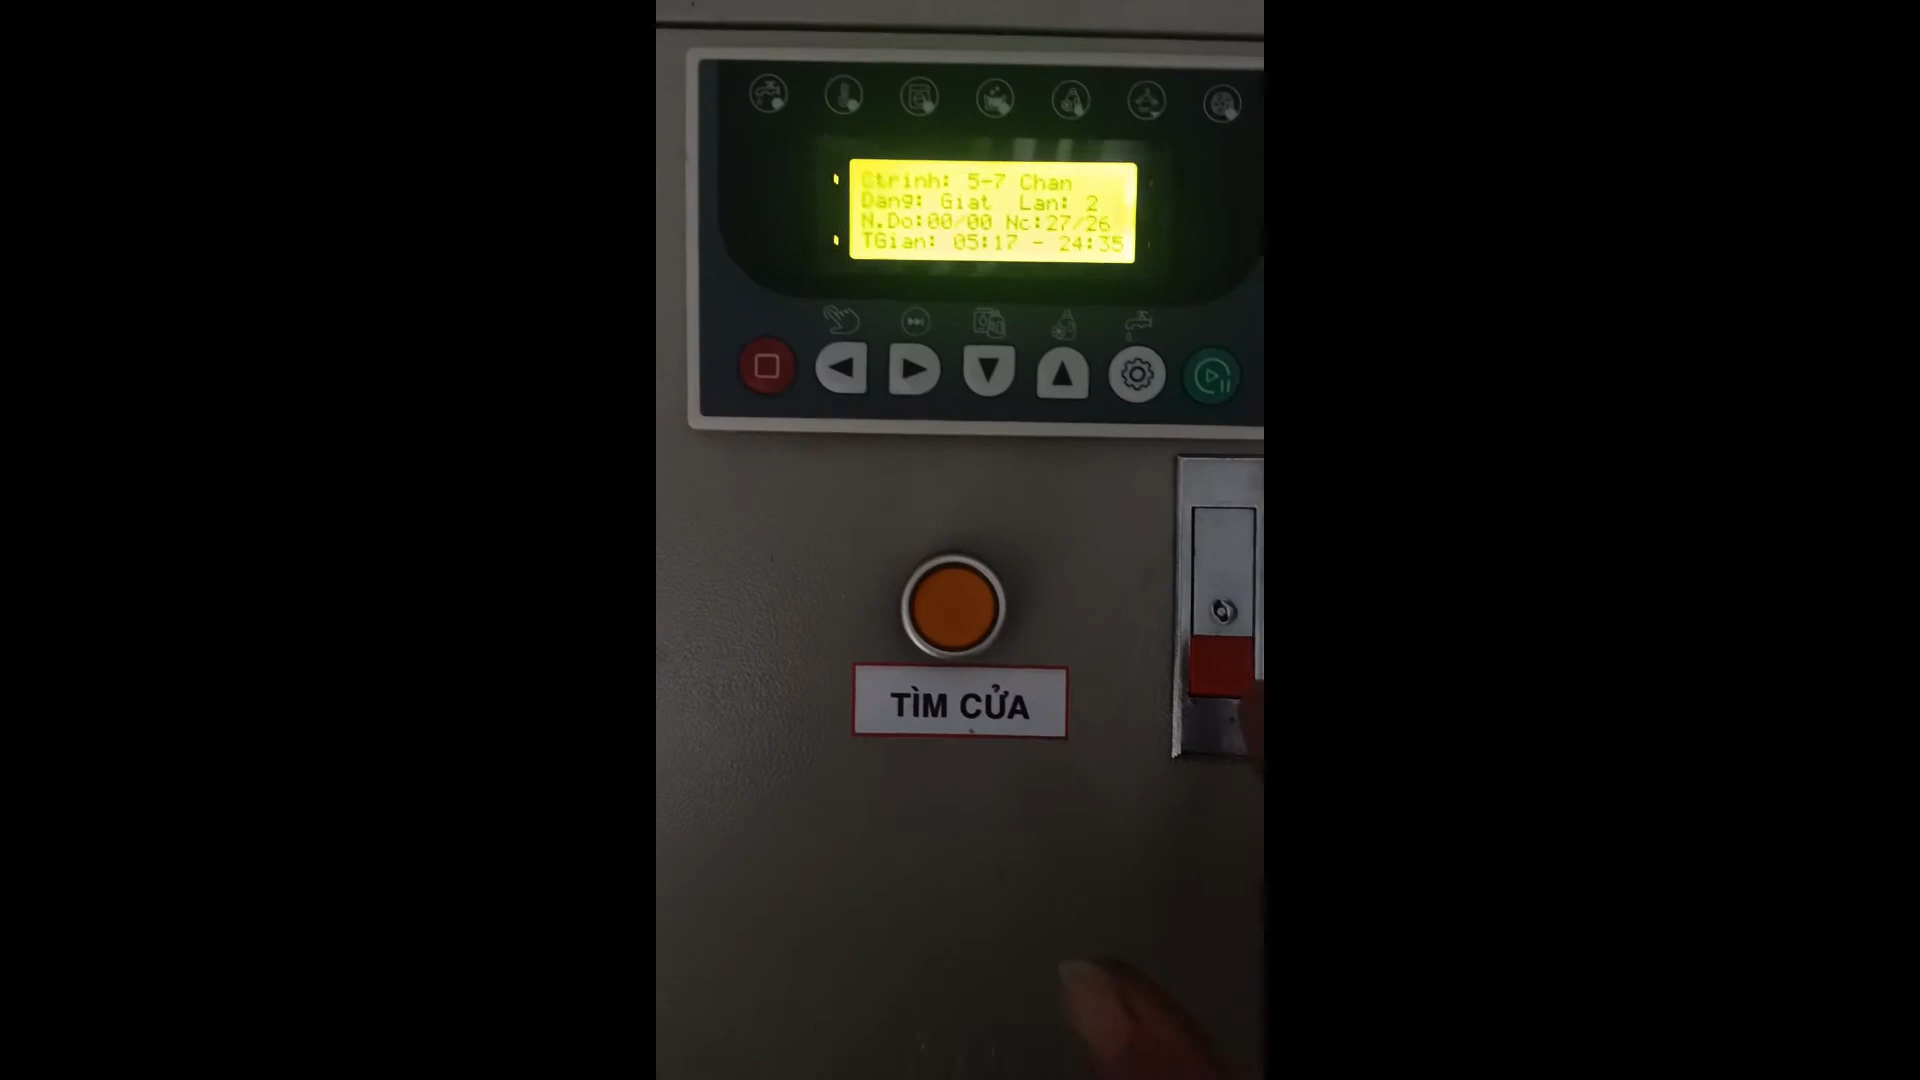 Ctrinh: 5-7 Chan
Dang: Giat Lan: 2
N.Do:00/00 Nc:27/26
TGian: 05:17 - 24:35
TÌM CỬA